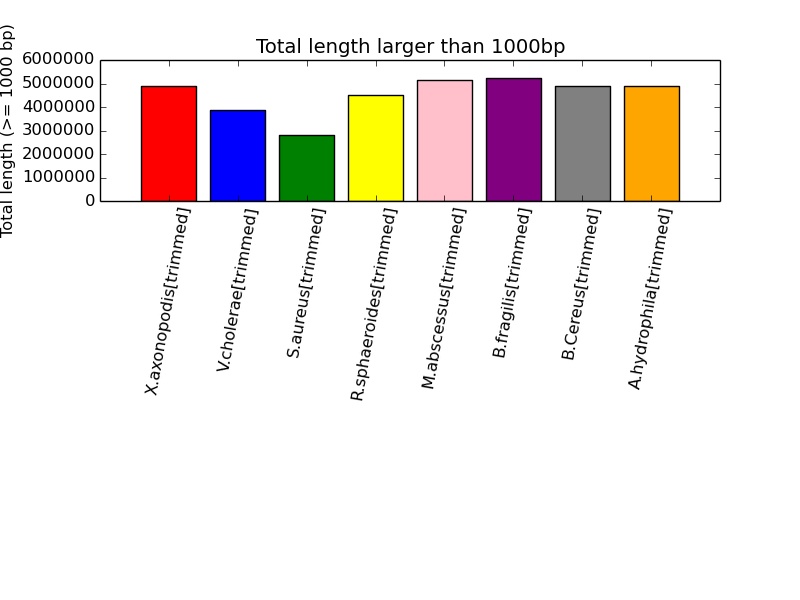 Total length larger than 1000bp
Total length (>= 1000 bp)
6000000
5000000
4000000
3000000
2000000
1000000
0
X.axonopodis[trimmed]
V.cholerae[trimmed]
S.aureus[trimmed]
R.sphaeroides[trimmed]
M.abscessus[trimmed]
B.fragilis[trimmed]
B.Cereus[trimmed]
A.hydrophila[trimmed]